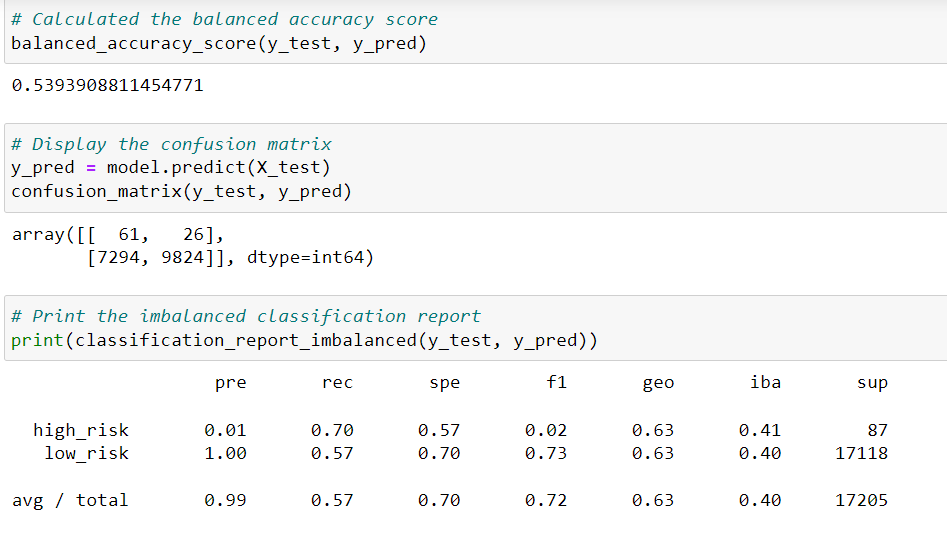 # Calculated the balanced accuracy score
balanced_accuracy_score(y_test, y_pred)
0.5393908811454771
# Display the confusion matrix
y_pred = model.predict(X_test)
confusion_matrix(y_test, y_pred)
array([[  61,   26],
       [7294, 9824]], dtype=int64)
# Print the imbalanced classification report
print(classification_report_imbalanced(y_test, y_pred))
pre rec spe f1 geo iba sup
high_risk 0.01 0.70 0.57 0.02 0.63 0.41 87
low_risk 1.00 0.57 0.70 0.73 0.63 0.40 17118
avg / total 0.99 0.57 0.70 0.72 0.63 0.40 17205